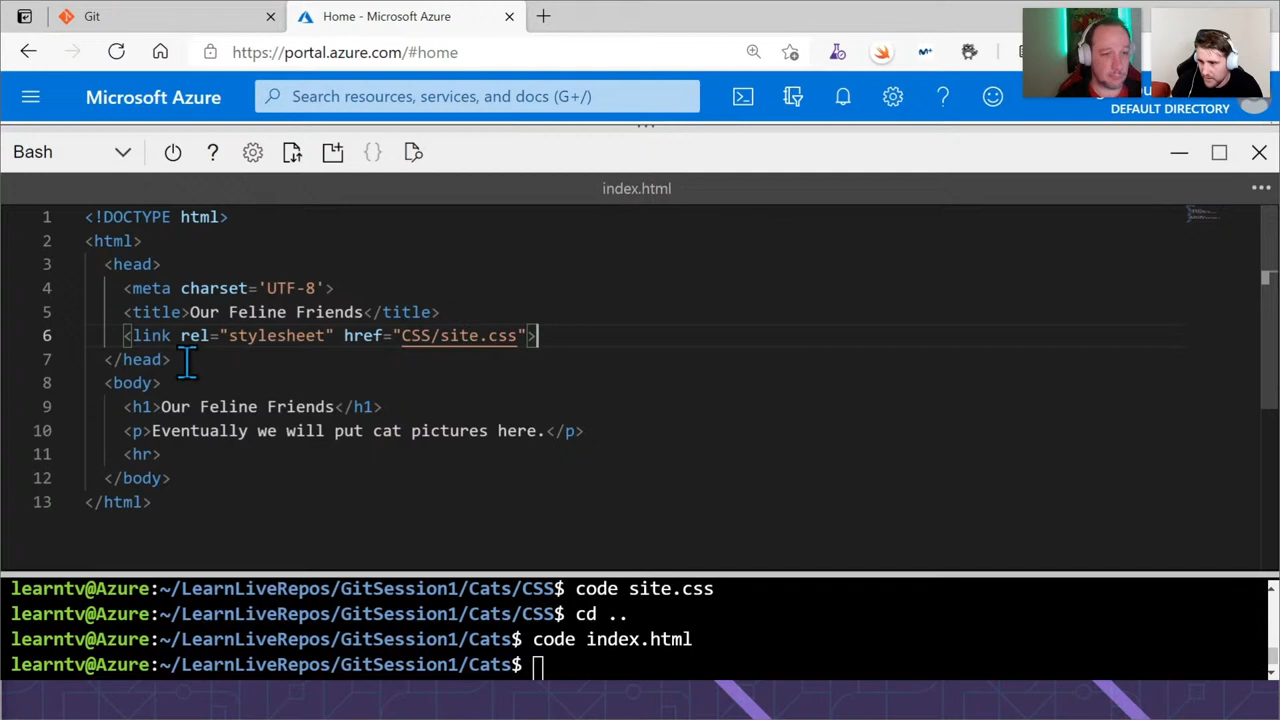 Git
Home - Microsoft Azure
https://portal.azure.com/#home
Microsoft Azure
Search resources, services, and docs (G+/)
DEFAULT DIRECTORY
Bash
index.html
1 <!DOCTYPE html>
2 <html>
3 <head>
4 <meta charset='UTF-8'>
5 <title>Our Feline Friends</title>
6 <link rel="stylesheet" href="CSS/site.css">
7 </head>
8 <body>
9 <h1>Our Feline Friends</h1>
10 <p>Eventually we will put cat pictures here.</p>
11 <hr>
12 </body>
13 </html>
learntv@Azure:~/LearnLiveRepos/GitSession1/Cats/CSS$ code site.css
learntv@Azure:~/LearnLiveRepos/GitSession1/Cats/CSS$ cd ..
learntv@Azure:~/LearnLiveRepos/GitSession1/Cats$ code index.html
learntv@Azure:~/LearnLiveRepos/GitSession1/Cats$